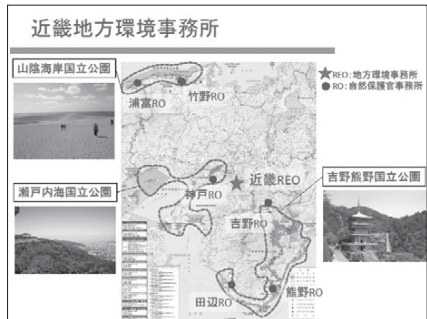 近畿地方環境事務所
山陰海岸国立公園
★REO：地方環境事務所
●RO：自然保護官事務所
竹野RO
浦富RO
瀬戸内海国立公園
神戸RO
近畿REO
吉野熊野国立公園
吉野RO
田辺RO
熊野RO